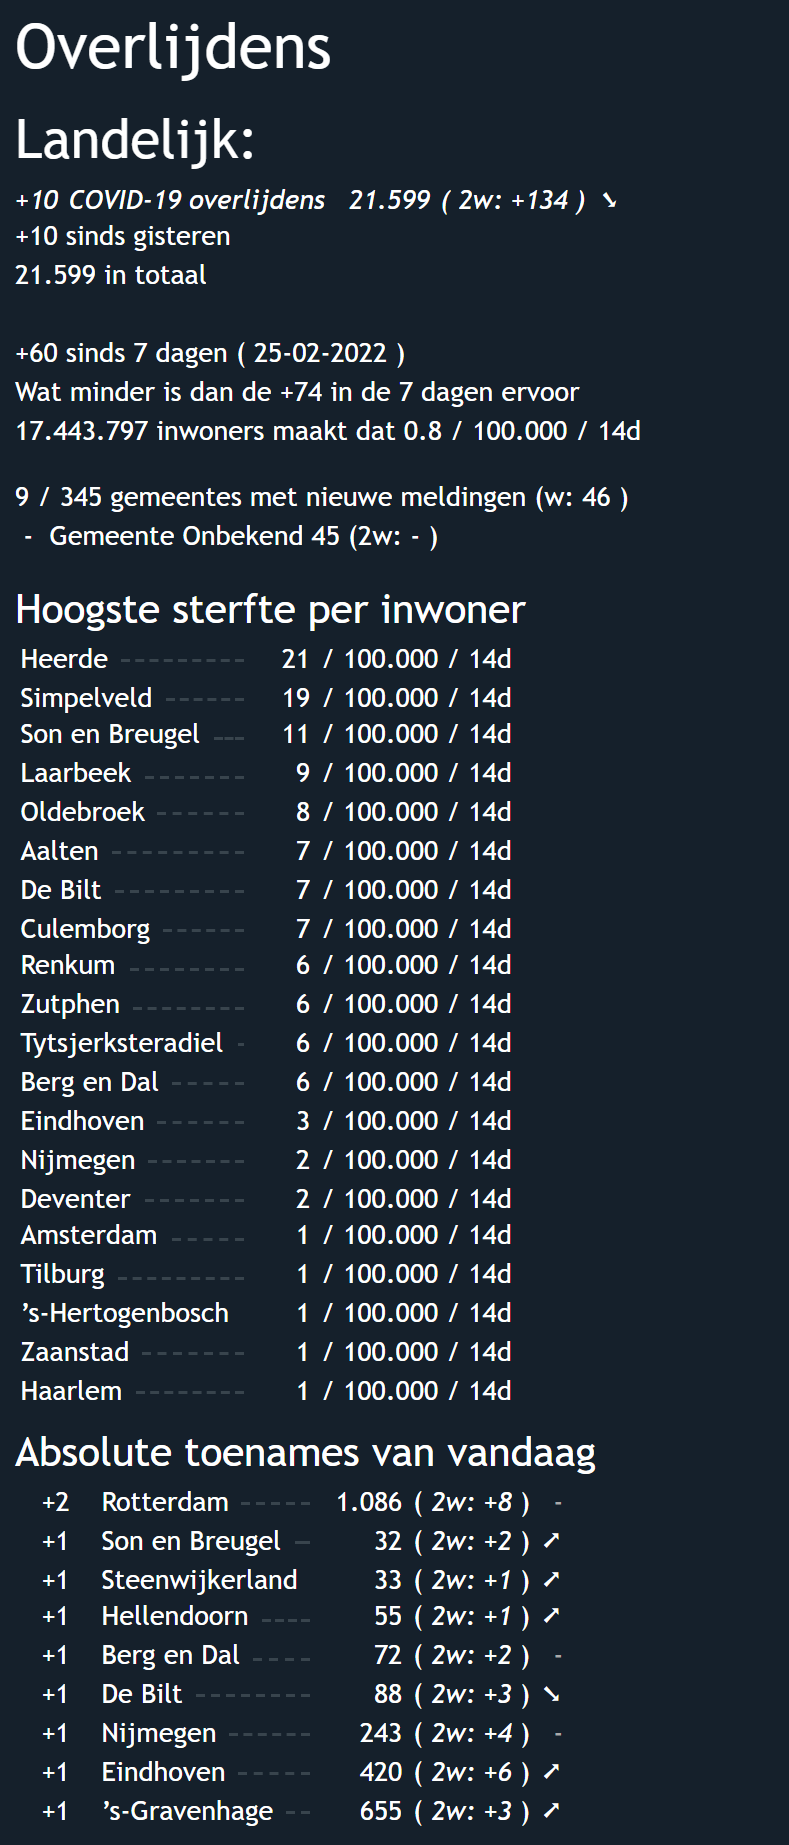 Overlijdens
Landelijk:
+10 COVID-19 overlijdens 21.599 ( 2w: +134 ) ➘
+10 sinds gisteren
21.599 in totaal
+60 sinds 7 dagen ( 25-02-2022 )
Wat minder is dan de +74 in de 7 dagen ervoor
17.443.797 inwoners maakt dat 0.8 / 100.000 / 14d
9 / 345 gemeentes met nieuwe meldingen (w: 46 )
- Gemeente Onbekend 45 (2w: - )
Hoogste sterfte per inwoner
Heerde --------- 21 / 100.000 / 14d
Simpelveld ------ 19 / 100.000 / 14d
Son en Breugel --- 11 / 100.000 / 14d
Laarbeek ------- 9 / 100.000 / 14d
Oldebroek ------ 8 / 100.000 / 14d
Aalten --------- 7 / 100.000 / 14d
De Bilt --------- 7 / 100.000 / 14d
Culemborg ------ 7 / 100.000 / 14d
Renkum -------- 6 / 100.000 / 14d
Zutphen -------- 6 / 100.000 / 14d
Tytsjerksteradiel - 6 / 100.000 / 14d
Berg en Dal ----- 6 / 100.000 / 14d
Eindhoven ------ 3 / 100.000 / 14d
Nijmegen ------- 2 / 100.000 / 14d
Deventer ------- 2 / 100.000 / 14d
Amsterdam ----- 1 / 100.000 / 14d
Tilburg --------- 1 / 100.000 / 14d
’s-Hertogenbosch 1 / 100.000 / 14d
Zaanstad ------- 1 / 100.000 / 14d
Haarlem -------- 1 / 100.000 / 14d
Absolute toenames van vandaag
+2 Rotterdam ----- 1.086 ( 2w: +8 ) -
+1 Son en Breugel - 32 ( 2w: +2 ) ➚
+1 Steenwijkerland 33 ( 2w: +1 ) ➚
+1 Hellendoorn ---- 55 ( 2w: +1 ) ➚
+1 Berg en Dal ---- 72 ( 2w: +2 ) -
+1 De Bilt -------- 88 ( 2w: +3 ) ➘
+1 Nijmegen ------ 243 ( 2w: +4 ) -
+1 Eindhoven ----- 420 ( 2w: +6 ) ➚
+1 ’s-Gravenhage -- 655 ( 2w: +3 ) ➚